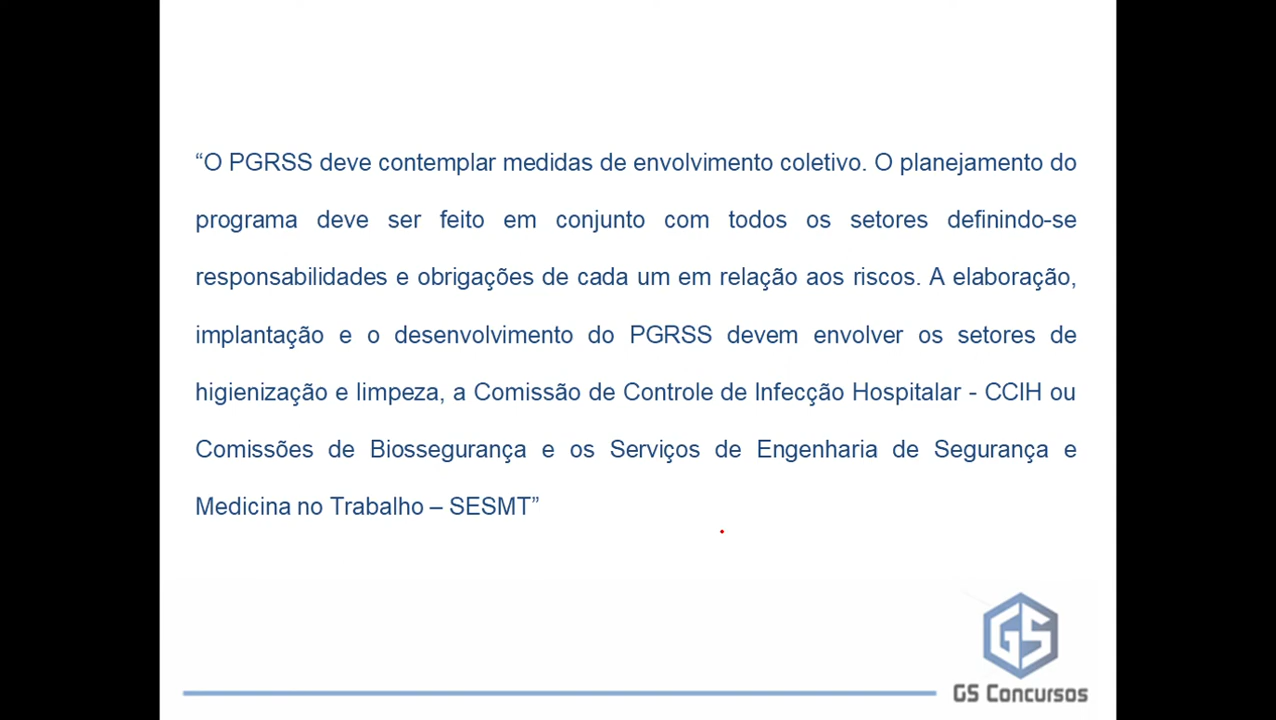 “O PGRSS deve contemplar medidas de envolvimento coletivo. O planejamento do
programa deve ser feito em conjunto com todos os setores definindo-se
responsabilidades e obrigações de cada um em relação aos riscos. A elaboração,
implantação e o desenvolvimento do PGRSS devem envolver os setores de
higienização e limpeza, a Comissão de Controle de Infecção Hospitalar - CCIH ou
Comissões de Biossegurança e os Serviços de Engenharia de Segurança e
Medicina no Trabalho – SESMT”
GS
GS Concursos